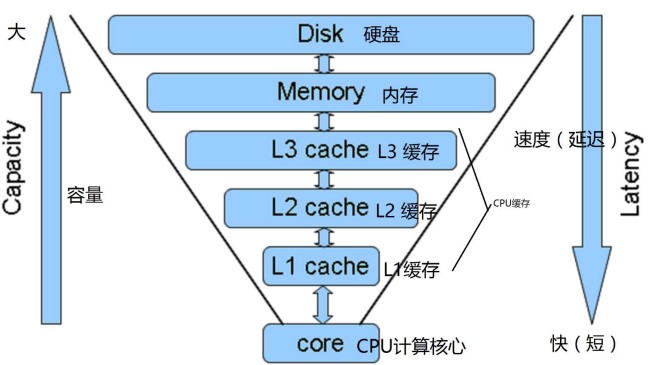 大
Disk 硬盘
Memory 内存
Capacity
容量
L3 cache L3 缓存
速度（延迟）
Latency
L2 cache L2 缓存
CPU缓存
L1 cache L1缓存
core CPU计算核心
快（短）